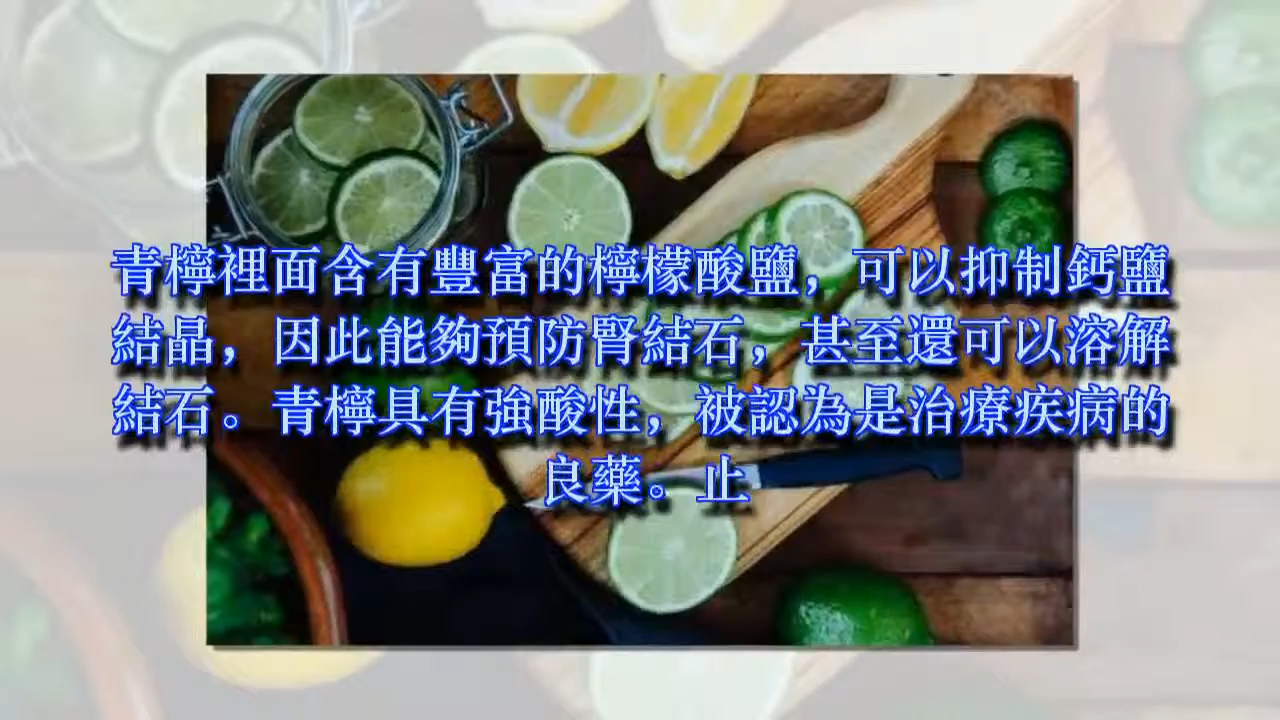 青檸裡面含有豐富的檸檬酸鹽，可以抑制鈣鹽
結晶，因此能夠預防腎結石，甚至還可以溶解
結石。青檸具有強酸性，被認為是治療疾病的
良藥。止